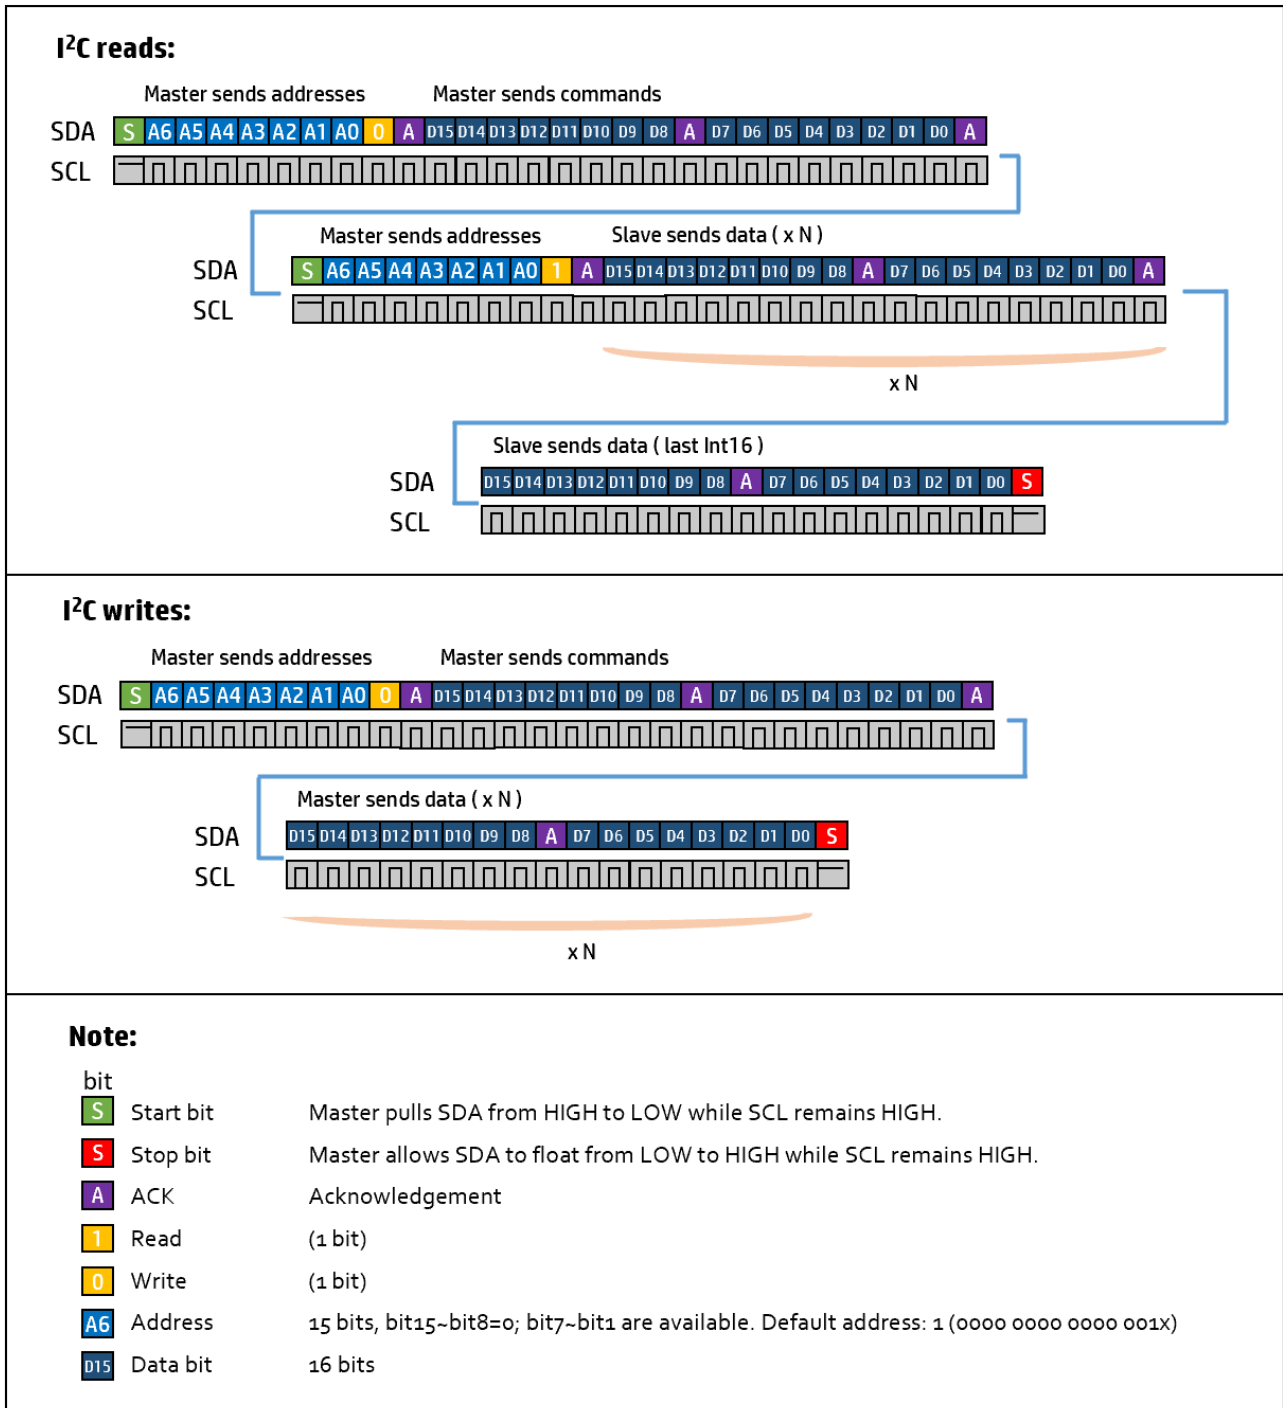 I²C reads:
Master sends addresses Master sends commands
SDA S A6 A5 A4 A3 A2 A1 A0 0 A D15 D14 D13 D12 D11 D10 D9 D8 A D7 D6 D5 D4 D3 D2 D1 D0 A
SCL
Master sends addresses Slave sends data ( x N )
SDA S A6 A5 A4 A3 A2 A1 A0 1 A D15 D14 D13 D12 D11 D10 D9 D8 A D7 D6 D5 D4 D3 D2 D1 D0 A
SCL
x N
Slave sends data ( last Int16 )
SDA D15 D14 D13 D12 D11 D10 D9 D8 A D7 D6 D5 D4 D3 D2 D1 D0 S
SCL
I²C writes:
Master sends addresses Master sends commands
SDA S A6 A5 A4 A3 A2 A1 A0 0 A D15 D14 D13 D12 D11 D10 D9 D8 A D7 D6 D5 D4 D3 D2 D1 D0 A
SCL
Master sends data ( x N )
SDA D15 D14 D13 D12 D11 D10 D9 D8 A D7 D6 D5 D4 D3 D2 D1 D0 S
SCL
x N
Note:
bit
S Start bit Master pulls SDA from HIGH to LOW while SCL remains HIGH.
S Stop bit Master allows SDA to float from LOW to HIGH while SCL remains HIGH.
A ACK Acknowledgement
1 Read (1 bit)
0 Write (1 bit)
A6 Address 15 bits, bit15~bit8=0; bit7~bit1 are available. Default address: 1 (0000 0000 0000 001x)
D15 Data bit 16 bits